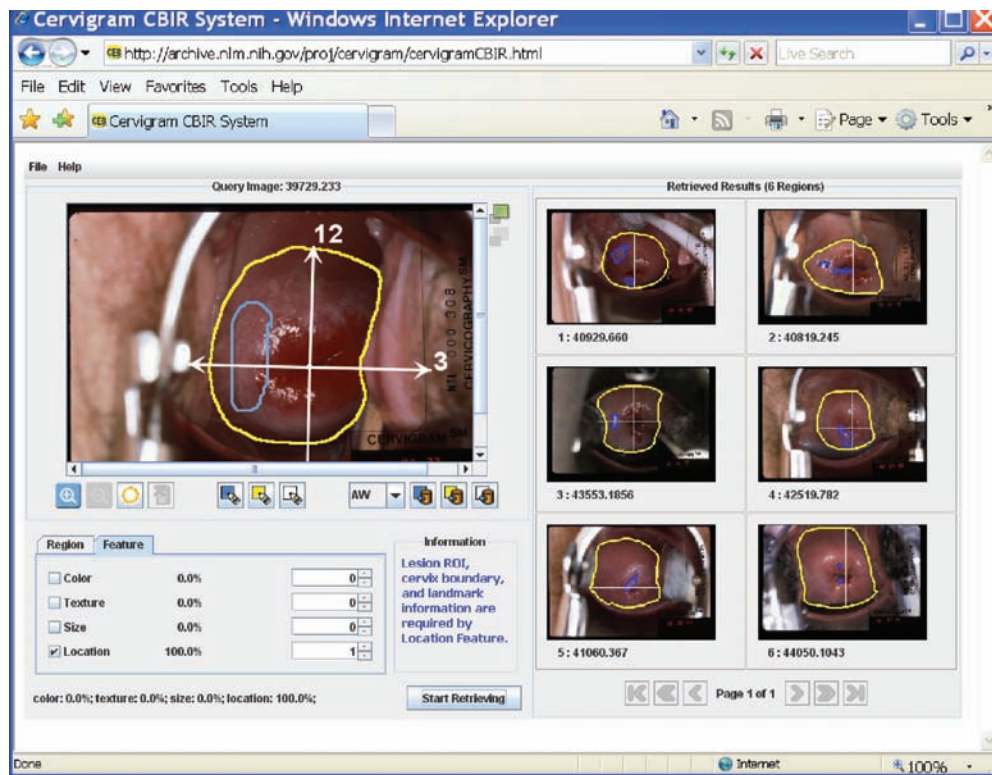 Cervigram CBIR System - Windows Internet Explorer
http://archive.nlm.nih.gov/proj/cervigram/cervigramCBIR.html
Live Search
File Edit View Favorites Tools Help
Cervigram CBIR System
Page Tools
File Help
Query Image: 39729.233
12
3
NTL 000 308
CERVICOGRAPHY SM
CERVIGRAM SM
AW
Region Feature
Color 0.0% 0
Texture 0.0% 0
Size 0.0% 0
Location 100.0% 1
Information
Lesion ROI,
cervix boundary,
and landmark
information are
required by
Location Feature.
color: 0.0%; texture: 0.0%; size: 0.0%; location: 100.0%;
Start Retrieving
Retrieved Results (6 Regions)
1 : 40929.660
2 : 40819.245
3 : 43553.1856
4 : 42519.782
5 : 41060.367
6 : 44050.1043
Page 1 of 1
Done
Internet
100%